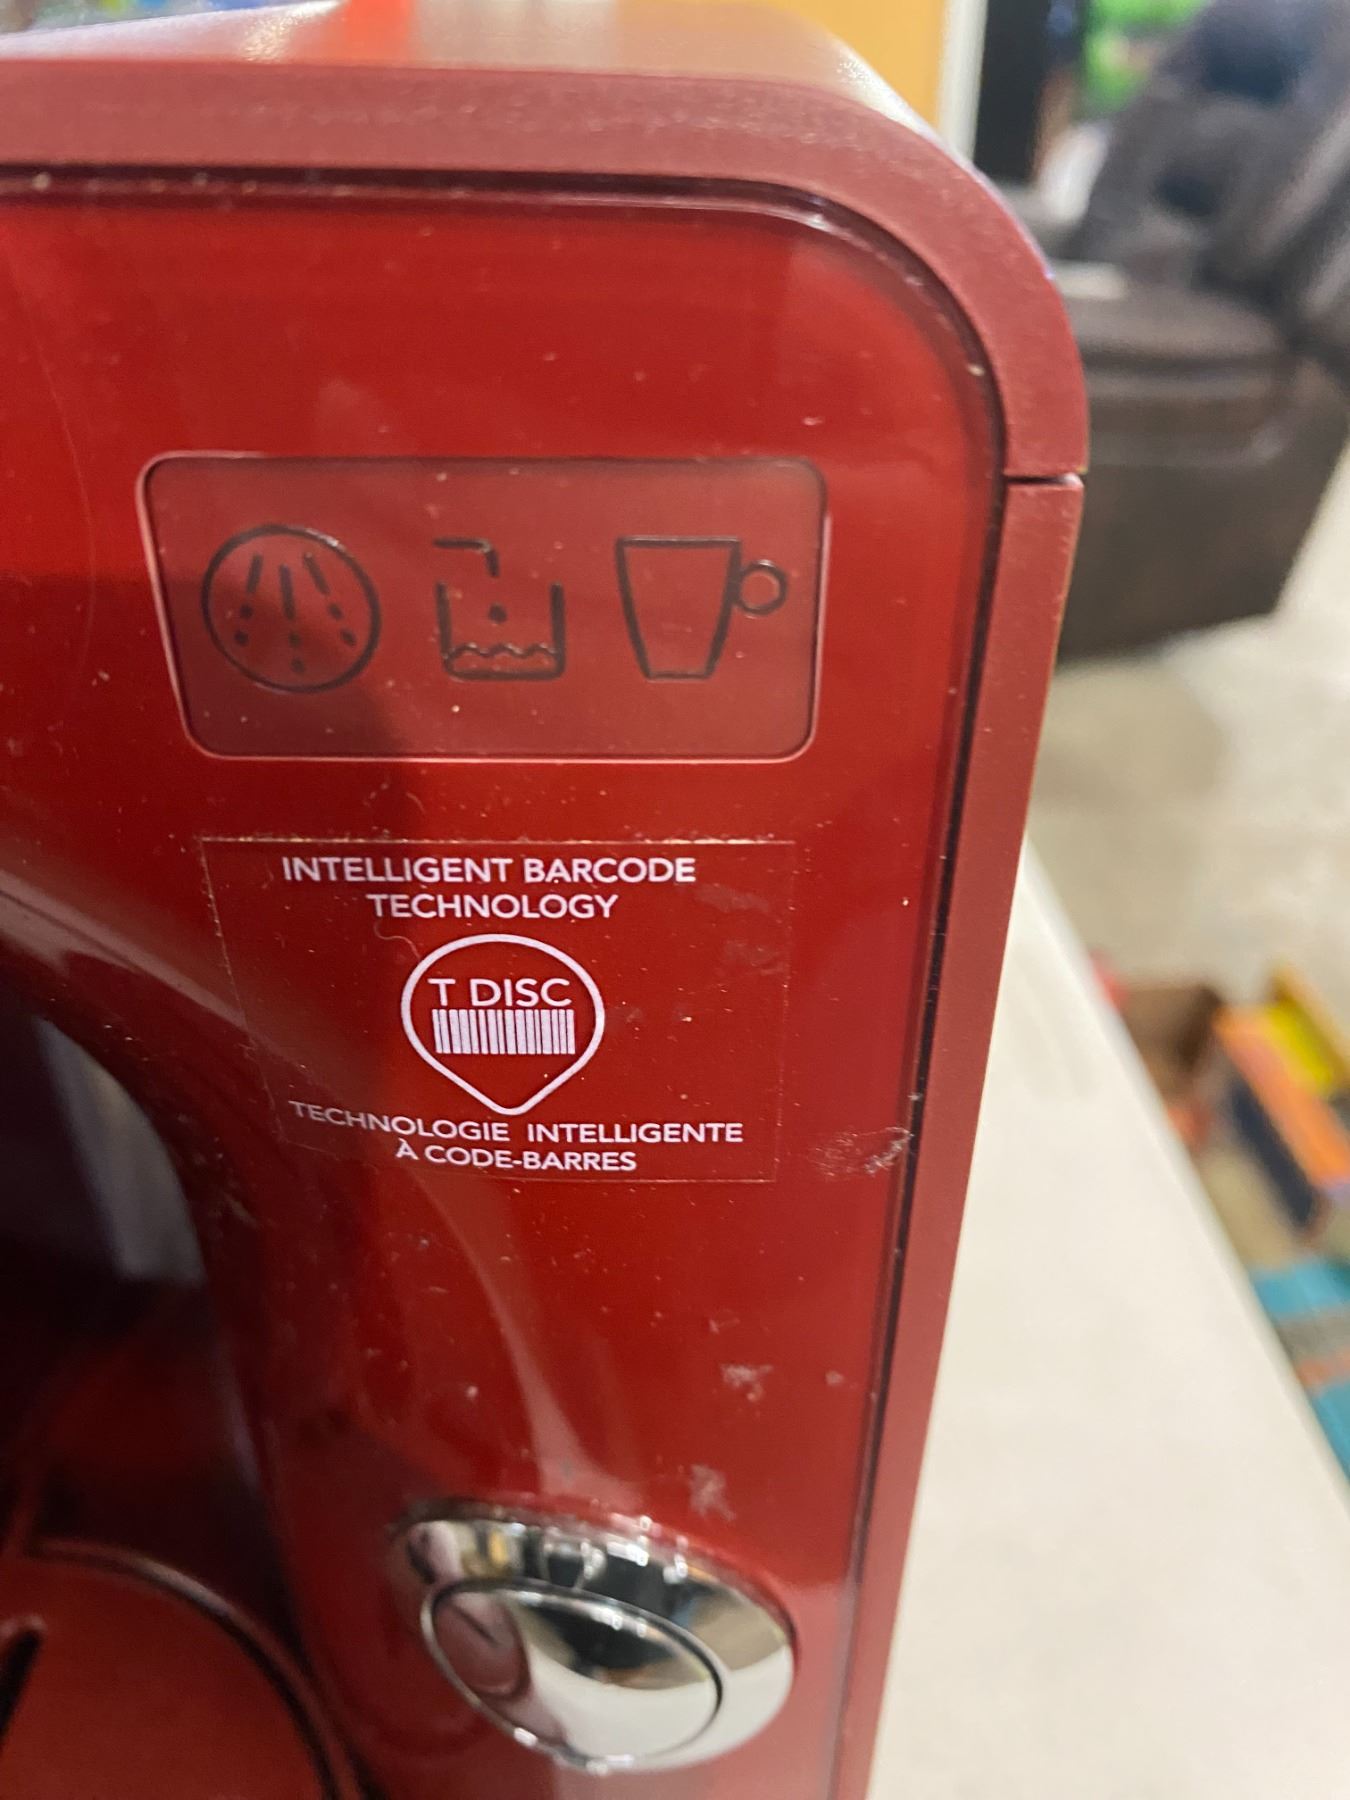 INTELLIGENT BARCODE
TECHNOLOGY
T DISC
TECHNOLOGIE INTELLIGENTE
À CODE-BARRES